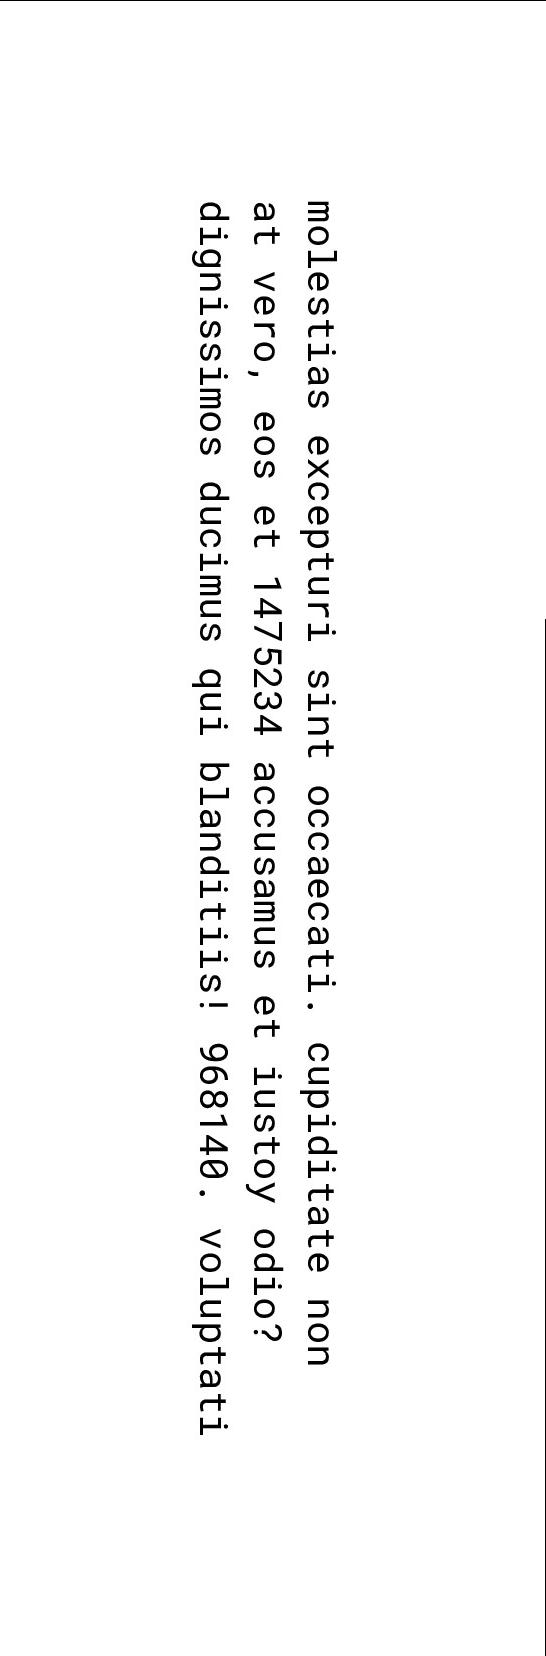 molestias excepturi sint occaecati. cupiditate non
at vero, eos et 1475234 accusamus et iustoy odio?
dignissimos ducimus qui blanditiis! 968140. voluptati